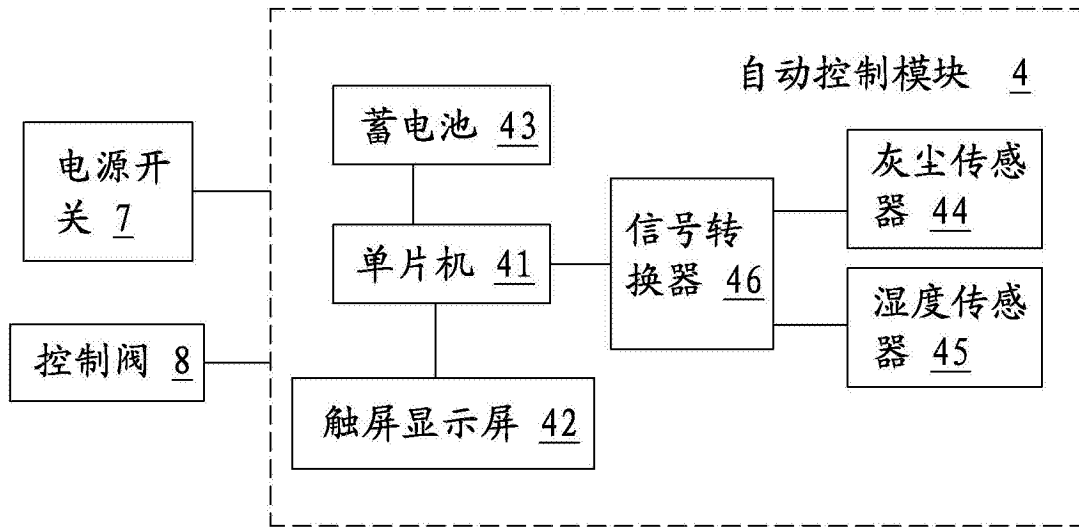 自动控制模块 4
蓄电池 43
电源开
关 7
灰尘传感
器 44
信号转
换器 46
单片机 41
湿度传感
器 45
控制阀 8
触屏显示屏 42